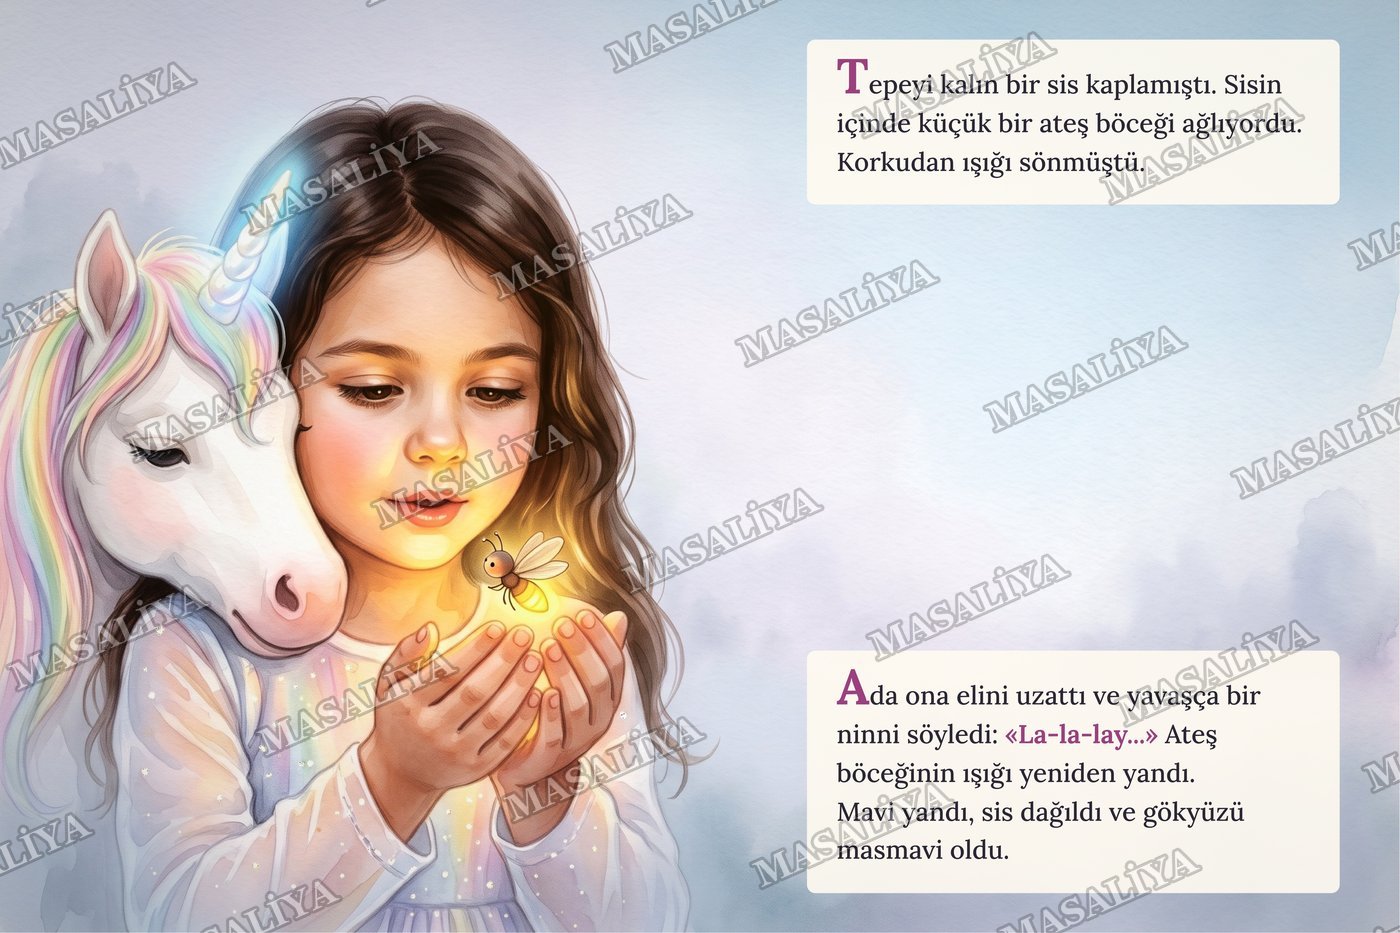 Tepeyi kalın bir sis kaplamıştı. Sisin
içinde küçük bir ateş böceği ağlıyordu.
Korkudan ışığı sönmüştü.
Ada ona elini uzattı ve yavaşça bir
ninni söyledi: «La-la-lay...» Ateş
böceğinin ışığı yeniden yandı.
Mavi yandı, sis dağıldı ve gökyüzü
masmavi oldu.
MASALİYA